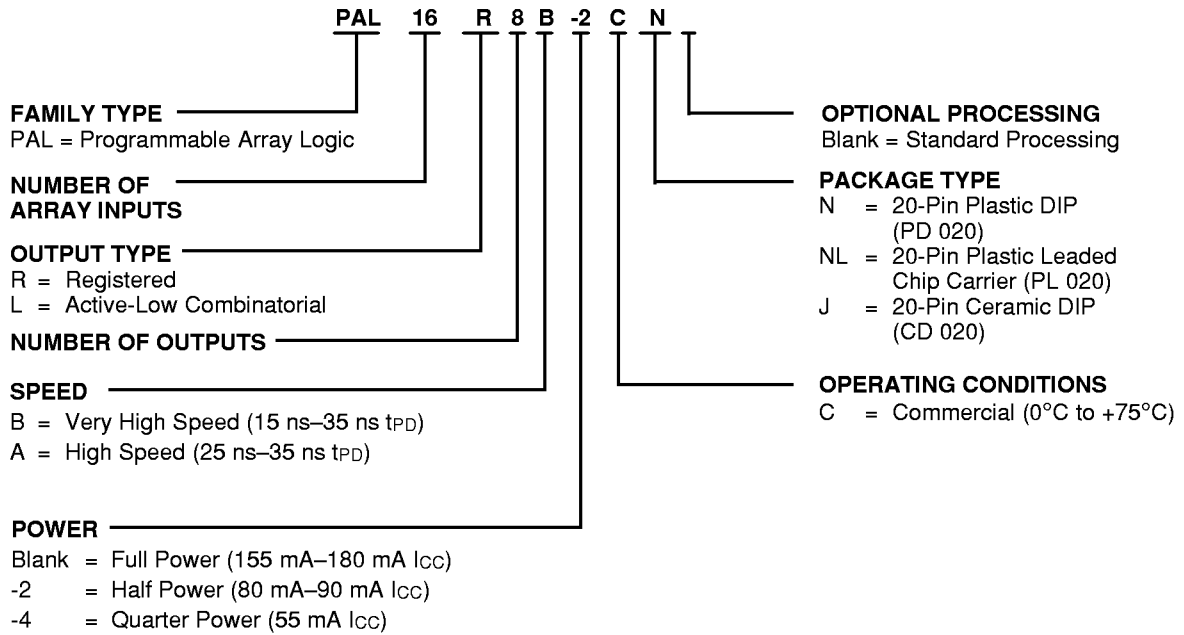 PAL 16 R 8 B -2 C N
FAMILY TYPE
PAL = Programmable Array Logic
NUMBER OF
ARRAY INPUTS
OUTPUT TYPE
R = Registered
L = Active-Low Combinatorial
NUMBER OF OUTPUTS
SPEED
B = Very High Speed (15 ns–35 ns tPD)
A = High Speed (25 ns–35 ns tPD)
POWER
Blank = Full Power (155 mA–180 mA ICC)
-2 = Half Power (80 mA–90 mA ICC)
-4 = Quarter Power (55 mA ICC)
OPTIONAL PROCESSING
Blank = Standard Processing
PACKAGE TYPE
N = 20-Pin Plastic DIP
(PD 020)
NL = 20-Pin Plastic Leaded
Chip Carrier (PL 020)
J = 20-Pin Ceramic DIP
(CD 020)
OPERATING CONDITIONS
C = Commercial (0°C to +75°C)